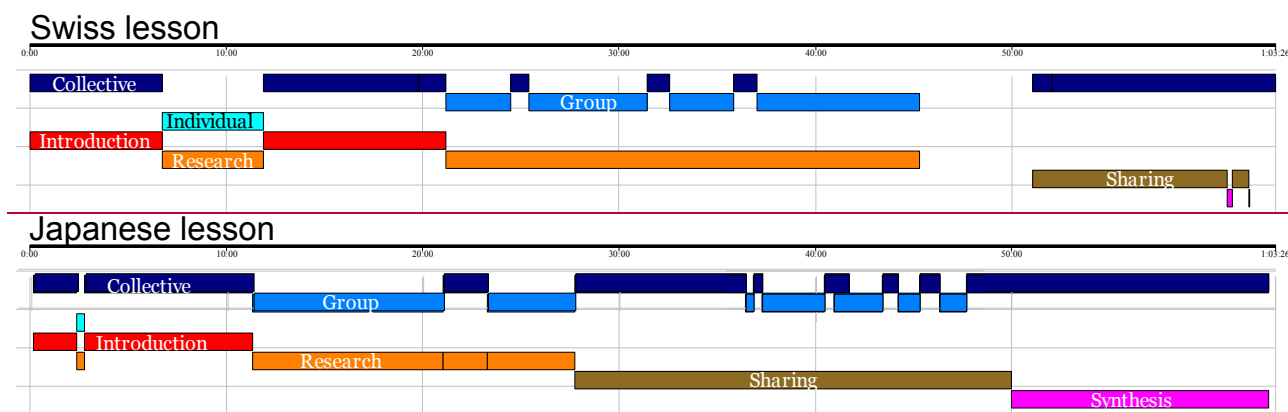 Swiss lesson
0:00 10:00 20:00 30:00 40:00 50:00 1:03:26
Collective
Group
Individual
Introduction
Research
Sharing
Japanese lesson
0:00 10:00 20:00 30:00 40:00 50:00 1:03:26
Collective
Group
Introduction
Research
Sharing
Synthesis